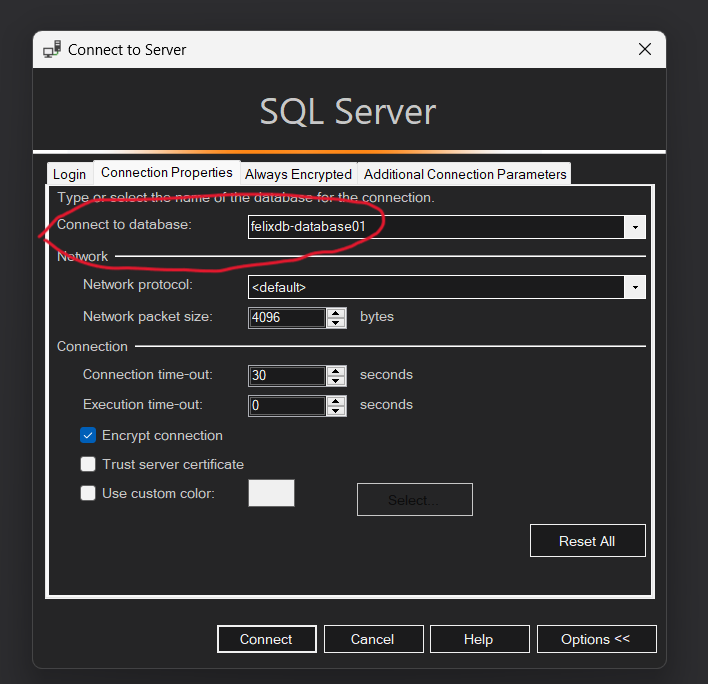 Connect to Server
SQL Server
Login Connection Properties Always Encrypted Additional Connection Parameters
Type or select the name of the database for the connection.
Connect to database: felixdb-database01
Network
Network protocol: <default>
Network packet size: 4096 bytes
Connection
Connection time-out: 30 seconds
Execution time-out: 0 seconds
Encrypt connection
Trust server certificate
Use custom color: Select...
Reset All
Connect Cancel Help Options <<